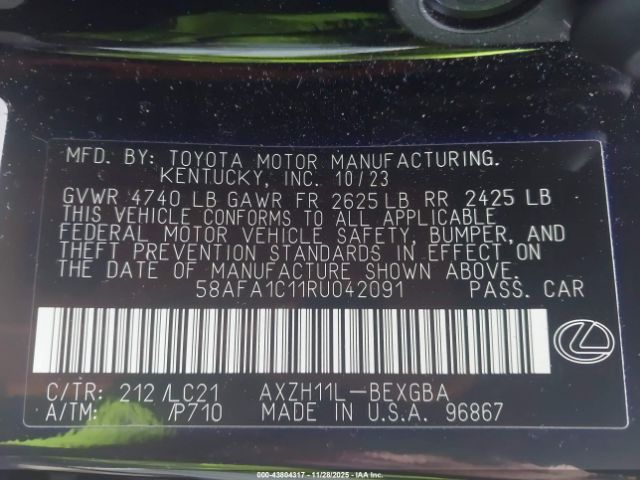 MFD. BY: TOYOTA MOTOR MANUFACTURING.
KENTUCKY, INC. 10/23
GVWR 4740 LB GAWR FR 2625 LB RR 2425 LB
THIS VEHICLE CONFORMS TO ALL APPLICABLE
FEDERAL MOTOR VEHICLE SAFETY, BUMPER, AND
THEFT PREVENTION STANDARDS IN EFFECT ON
THE DATE OF MANUFACTURE SHOWN ABOVE.
58AFA1C11RU042091 PASS. CAR
C/TR: 212 /LC21 AXZH11L-BEXGBA
A/TM: /P710 MADE IN U.S.A. 96867
000-43804317 - 11/28/2025 - IAAI.CA